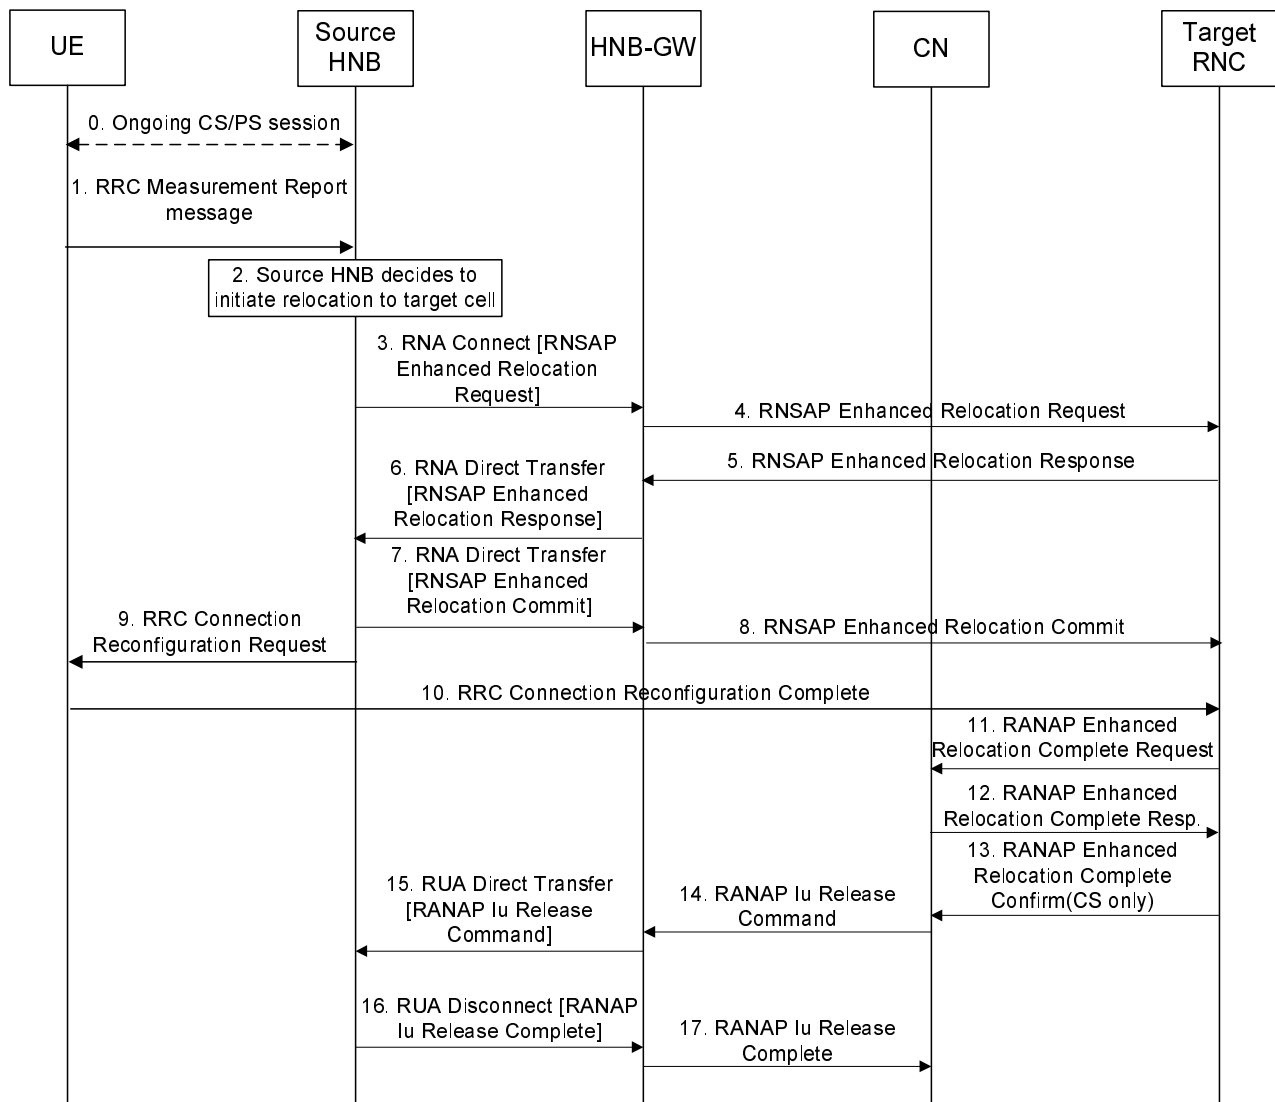 UE
Source
HNB
HNB-GW
CN
Target
RNC
0. Ongoing CS/PS session
1. RRC Measurement Report
message
2. Source HNB decides to
initiate relocation to target cell
3. RNA Connect [RNSAP
Enhanced Relocation
Request]
4. RNSAP Enhanced Relocation Request
5. RNSAP Enhanced Relocation Response
6. RNA Direct Transfer
[RNSAP Enhanced
Relocation Response]
7. RNA Direct Transfer
[RNSAP Enhanced
Relocation Commit]
8. RNSAP Enhanced Relocation Commit
9. RRC Connection
Reconfiguration Request
10. RRC Connection Reconfiguration Complete
11. RANAP Enhanced
Relocation Complete Request
12. RANAP Enhanced
Relocation Complete Resp.
13. RANAP Enhanced
Relocation Complete
Confirm(CS only)
14. RANAP Iu Release
Command
15. RUA Direct Transfer
[RANAP Iu Release
Command]
16. RUA Disconnect [RANAP
Iu Release Complete]
17. RANAP Iu Release
Complete